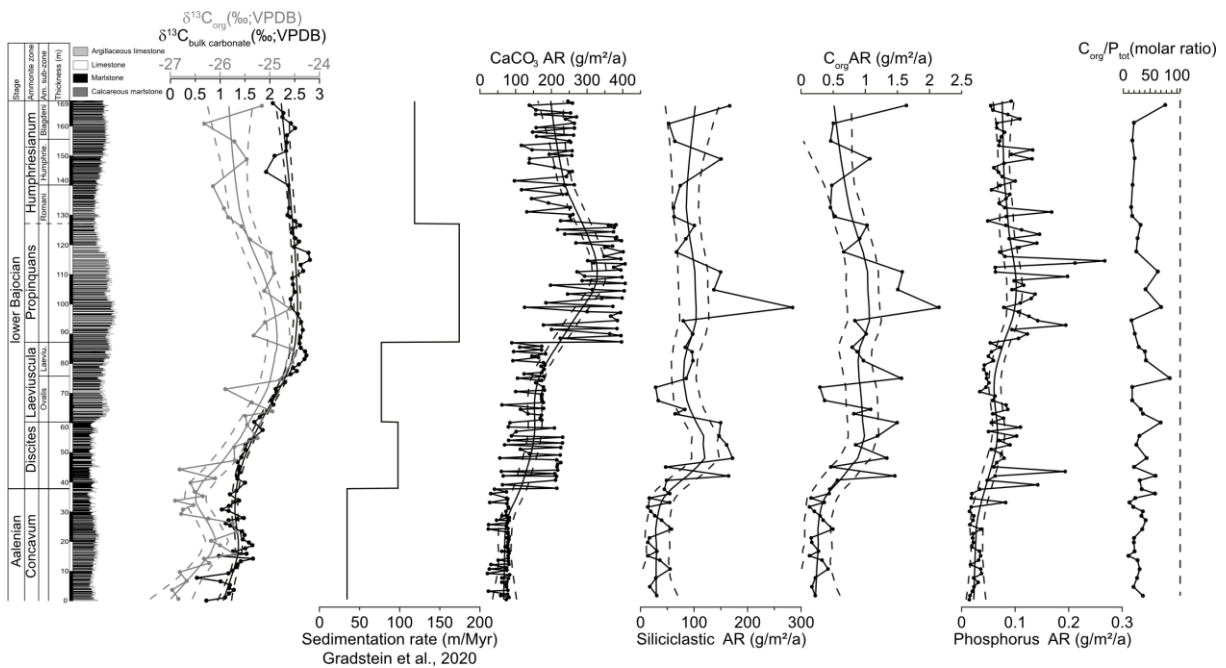 δ¹³Corg(‰;VPDB)
δ¹³Cbulk carbonate(‰;VPDB)
-27 -26 -25 -24
0.5 1 1.5 2 2.5 3
Argillaceous limestone
Limestone
Marlstone
Calcareous marlstone
Stage
Ammonite zone
Am. sub-zone
Thickness (m)
CaCO₃ AR (g/m²/a)
0 100 200 300 400
Corg AR (g/m²/a)
0 0.5 1 1.5 2 2.5
Corg/Ptot(molar ratio)
0 50 100
lower Bajocian
Humphriesianum
Blagdeni
Humphrie.
Romani
Propinquans
Laeviuscula
Laeviu.
Ovalis
Discites
Aalenian
Concavum
169
160
150
140
130
120
110
100
90
80
70
60
50
40
30
20
10
0
0 50 100 150 200
Sedimentation rate (m/Myr)
Gradstein et al., 2020
0 100 200 300
Siliciclastic AR (g/m²/a)
0 0.1 0.2 0.3
Phosphorus AR (g/m²/a)